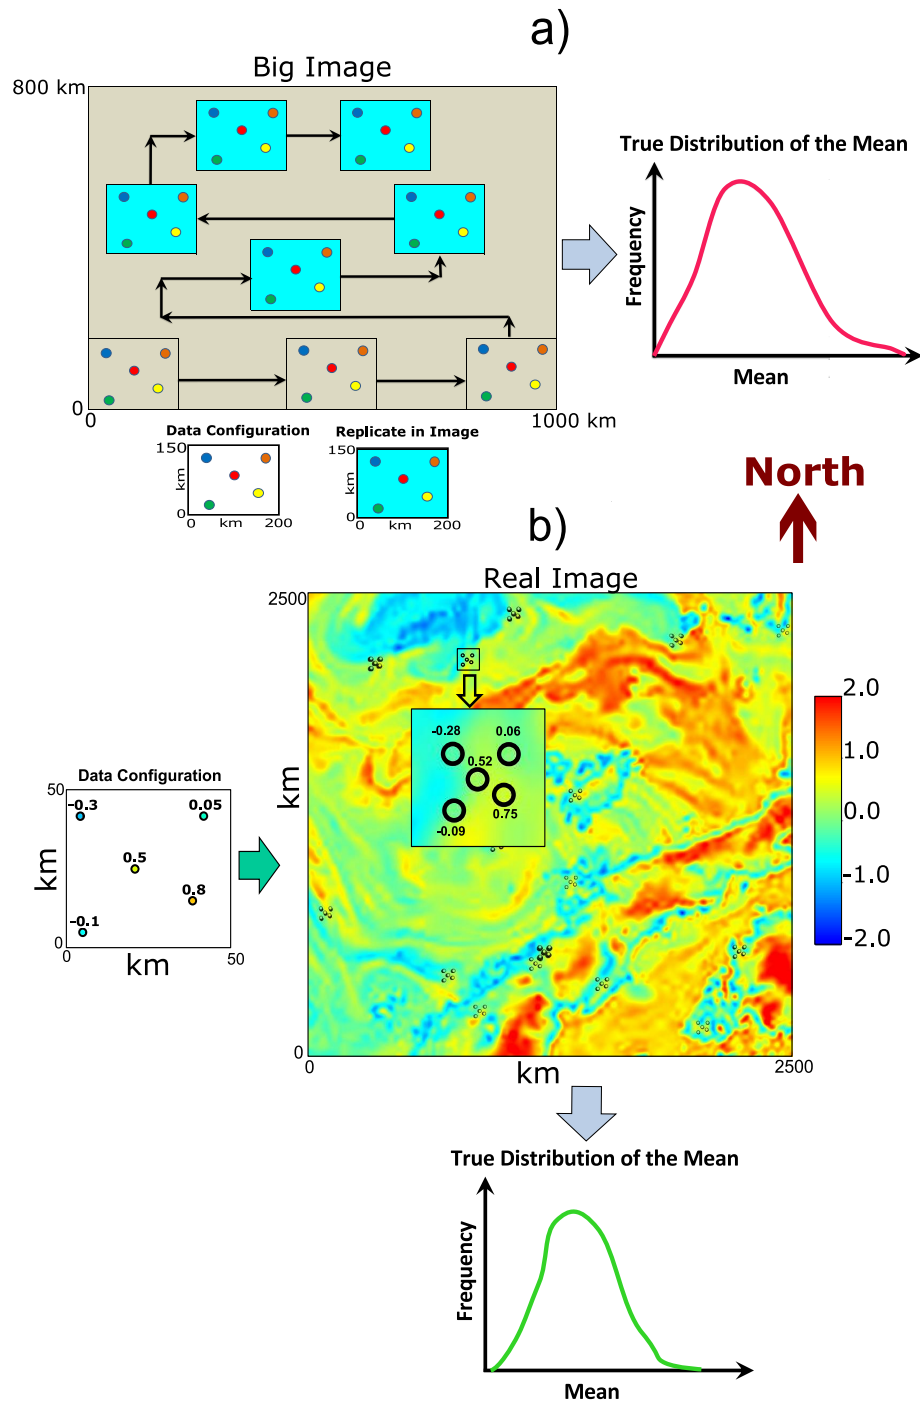 a)
Big Image
800 km
0
0
1000 km
True Distribution of the Mean
Frequency
Mean
Data Configuration
150
km
0 km 200
Replicate in Image
150
km
0
0 km 200
North
b)
Real Image
2500
km
0
0
2500
km
-0.28
0.06
0.52
-0.09
0.75
2.0
1.0
0.0
-1.0
-2.0
Data Configuration
50
-0.3
0.05
0.5
0.8
-0.1
km
0
0
50
km
True Distribution of the Mean
Frequency
Mean